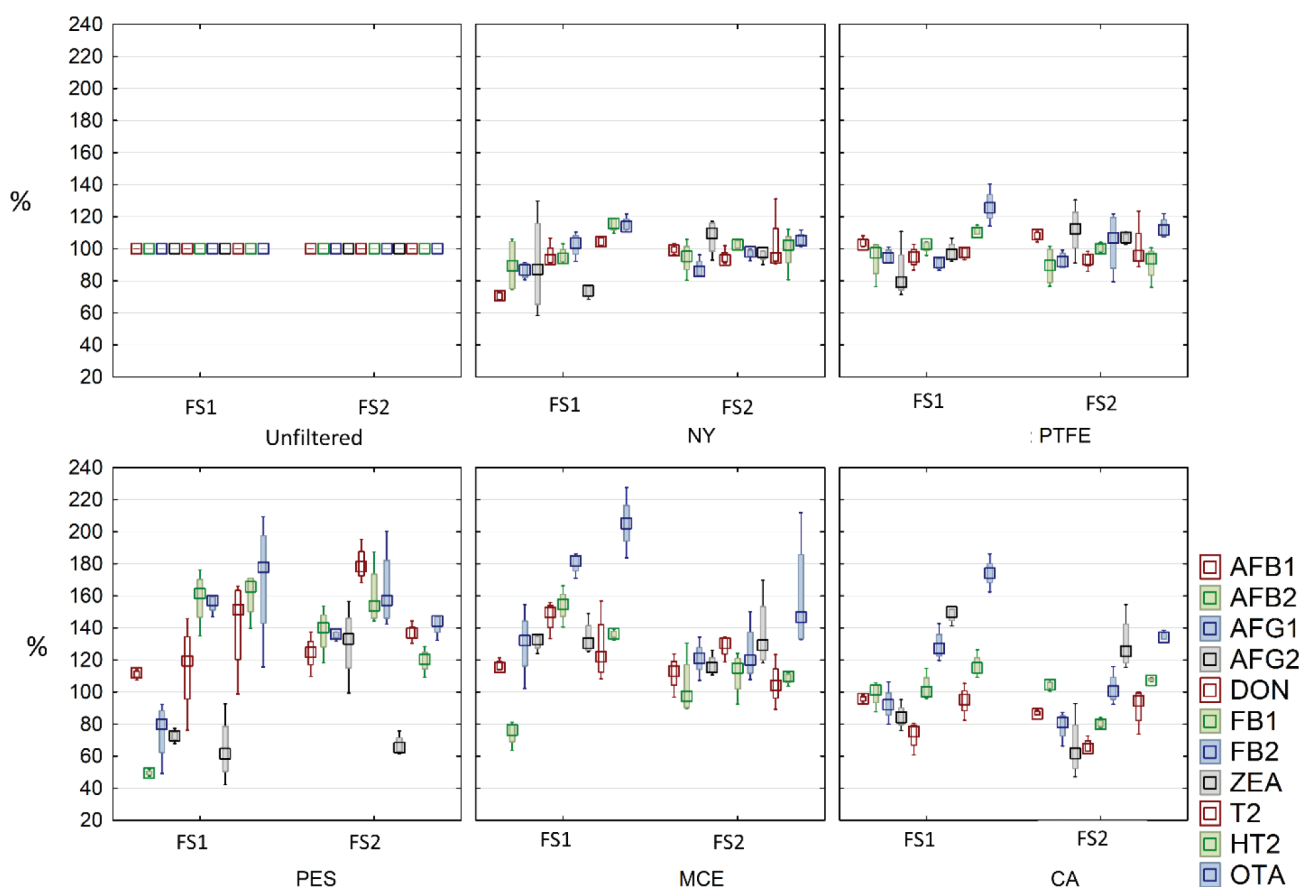 240
220
200
180
160
140
120
100
80
60
40
20
%
FS1 FS2 FS1 FS2 FS1 FS2
Unfiltered NY : PTFE
240
220
200
180
160
140
120
100
80
60
40
20
%
FS1 FS2 FS1 FS2 FS1 FS2
PES MCE CA
AFB1
AFB2
AFG1
AFG2
DON
FB1
FB2
ZEA
T2
HT2
OTA